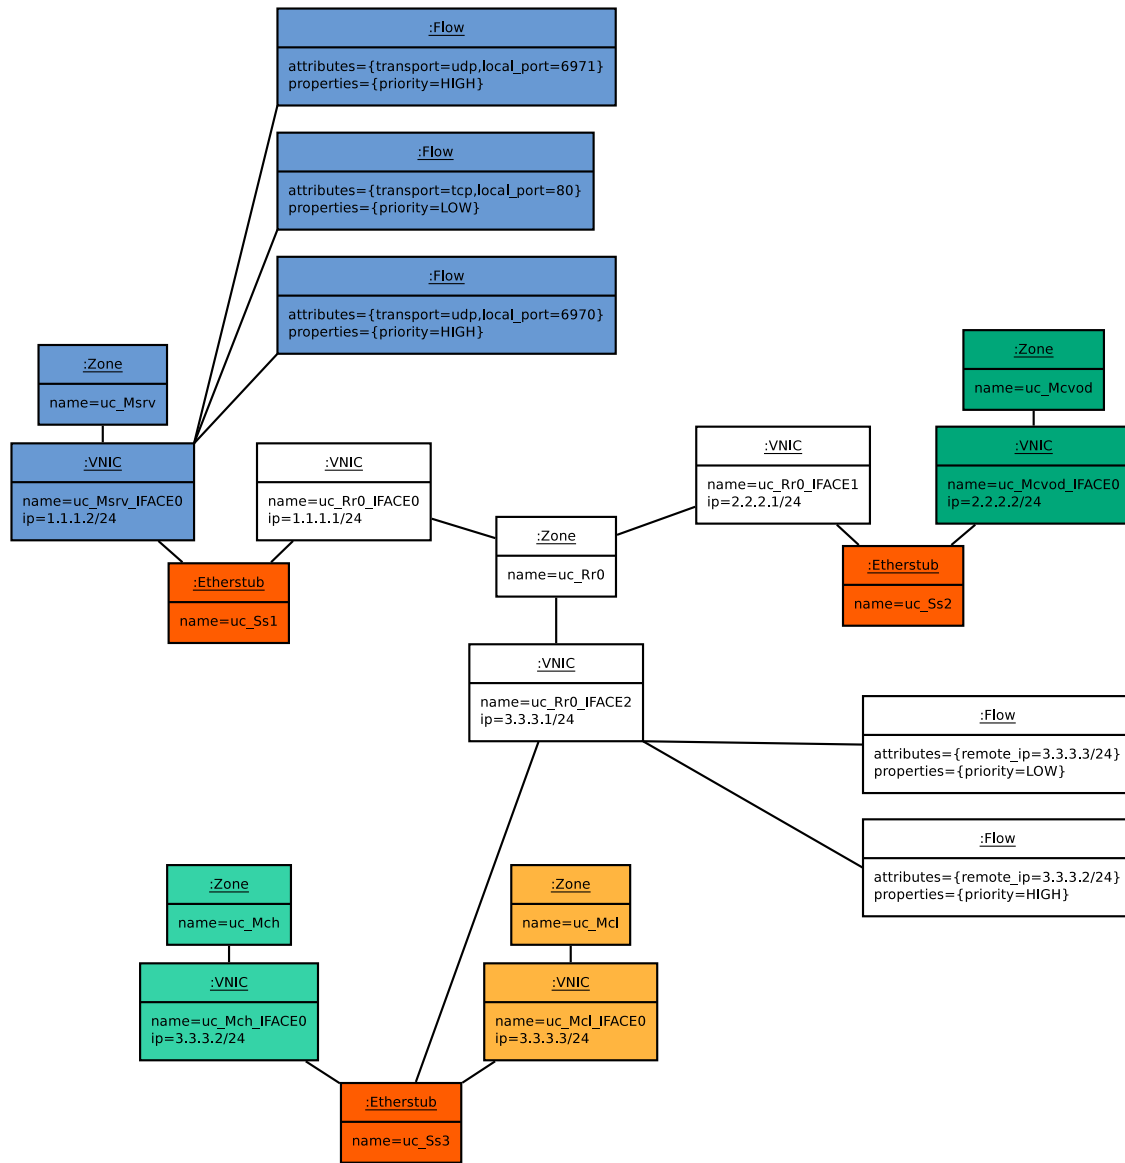 :Flow
attributes={transport=udp,local_port=6971}
properties={priority=HIGH}
:Flow
attributes={transport=tcp,local_port=80}
properties={priority=LOW}
:Flow
attributes={transport=udp,local_port=6970}
properties={priority=HIGH}
:Zone
name=uc_Msrv
:Zone
name=uc_Mcvod
:VNIC
name=uc_Msrv_IFACE0
ip=1.1.1.2/24
:VNIC
name=uc_Rr0_IFACE0
ip=1.1.1.1/24
:VNIC
name=uc_Rr0_IFACE1
ip=2.2.2.1/24
:VNIC
name=uc_Mcvod_IFACE0
ip=2.2.2.2/24
:Zone
name=uc_Rr0
:Etherstub
name=uc_Ss1
:Etherstub
name=uc_Ss2
:VNIC
name=uc_Rr0_IFACE2
ip=3.3.3.1/24
:Flow
attributes={remote_ip=3.3.3.3/24}
properties={priority=LOW}
:Flow
attributes={remote_ip=3.3.3.2/24}
properties={priority=HIGH}
:Zone
name=uc_Mch
:Zone
name=uc_Mcl
:VNIC
name=uc_Mch_IFACE0
ip=3.3.3.2/24
:VNIC
name=uc_Mcl_IFACE0
ip=3.3.3.3/24
:Etherstub
name=uc_Ss3